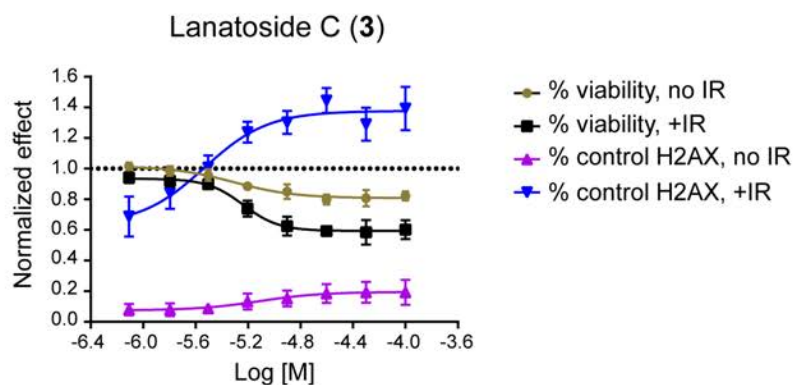 Lanatoside C (3)
Normalized effect
1.6
1.4
1.2
1.0
0.8
0.6
0.4
0.2
0.0
-6.4 -6.0 -5.6 -5.2 -4.8 -4.4 -4.0 -3.6
Log [M]
% viability, no IR
% viability, +IR
% control H2AX, no IR
% control H2AX, +IR